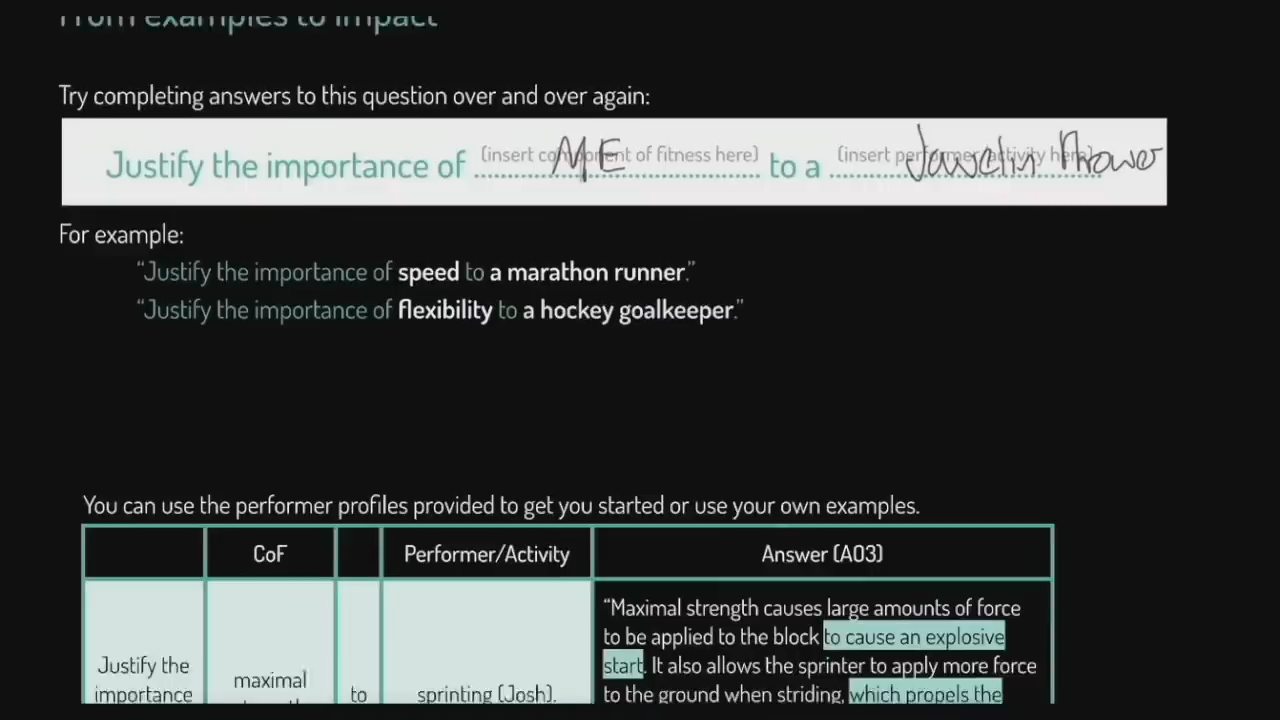 From examples to impact
Try completing answers to this question over and over again:
Justify the importance of (insert component of fitness here) ME to a (insert performer/activity here) Javelin Thrower
For example:
“Justify the importance of speed to a marathon runner.”
“Justify the importance of flexibility to a hockey goalkeeper.”
You can use the performer profiles provided to get you started or use your own examples.
CoF Performer/Activity Answer (AO3)
“Maximal strength causes large amounts of force
to be applied to the block to cause an explosive
Justify the start. It also allows the sprinter to apply more force
importance maximal to sprinting (Josh). to the ground when striding, which propels the